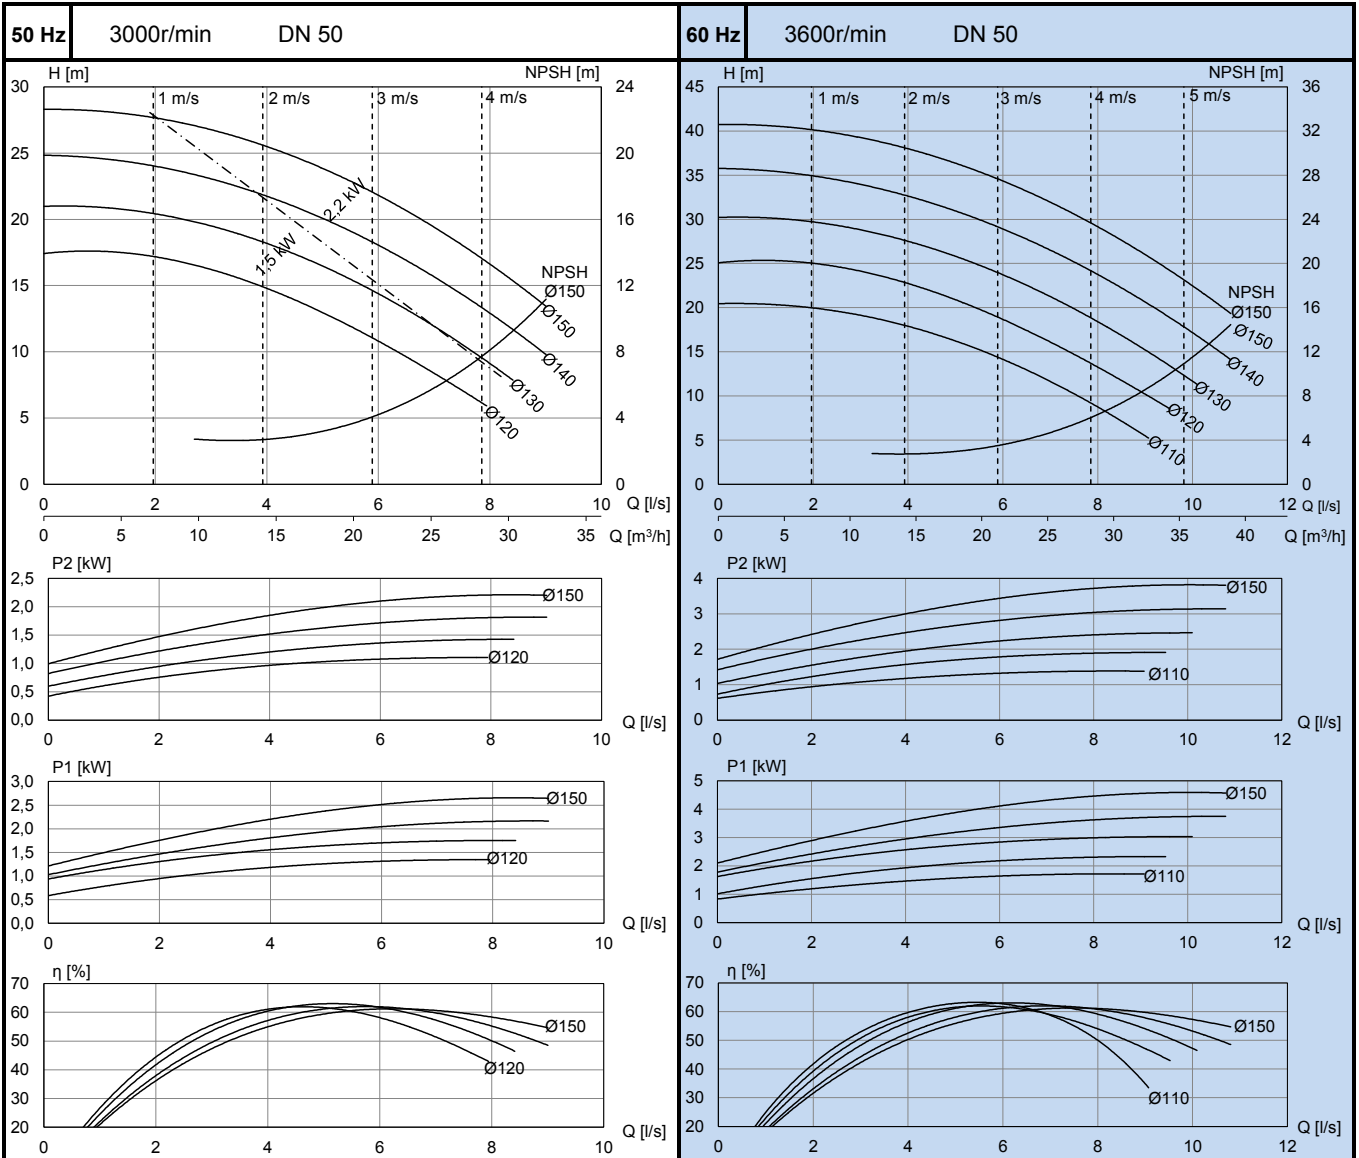 50 Hz 3000r/min DN 50
H [m] NPSH [m]
30 24
1 m/s 2 m/s 3 m/s 4 m/s
25 20
20 16
2,2 kW
1,5 kW
15 12
NPSH
Ø150
Ø150
10 8
Ø140
Ø130
Ø120
5 4
0 0
0 2 4 6 8 10 Q [l/s]
0 5 10 15 20 25 30 35 Q [m³/h]
P2 [kW]
2,5
2,0
Ø150
1,5
1,0
Ø120
0,5
0,0
Q [l/s]
0 2 4 6 8 10
P1 [kW]
3,0
2,5
Ø150
2,0
1,5
Ø120
1,0
0,5
0,0
Q [l/s]
0 2 4 6 8 10
η [%]
70
60
Ø150
50
40
Ø120
30
20
Q [l/s]
0 2 4 6 8 10
60 Hz 3600r/min DN 50
H [m] NPSH [m]
45 36
1 m/s 2 m/s 3 m/s 4 m/s 5 m/s
40 32
35 28
30 24
25 20
NPSH
20 16
Ø150
Ø150
15 12
Ø140
Ø130
10 8
Ø120
Ø110
5 4
0 0
0 2 4 6 8 10 12 Q [l/s]
0 5 10 15 20 25 30 35 40 Q [m³/h]
P2 [kW]
4
Ø150
3
2
Ø110
1
0
Q [l/s]
0 2 4 6 8 10 12
P1 [kW]
5
Ø150
4
3
2
Ø110
1
0
Q [l/s]
0 2 4 6 8 10 12
η [%]
70
60
Ø150
50
40
30
Ø110
20
Q [l/s]
0 2 4 6 8 10 12